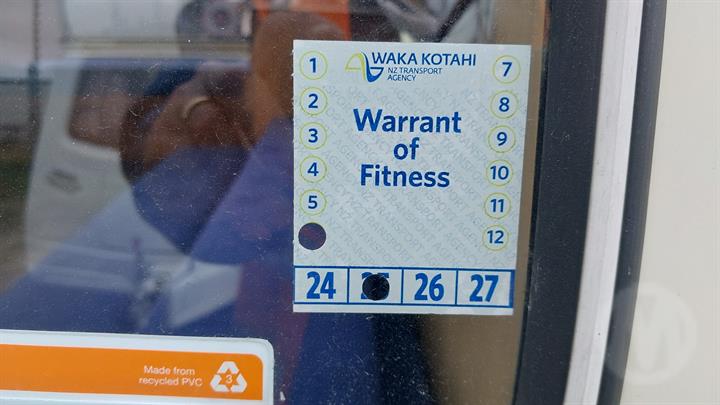 WAKA KOTAHI
NZ TRANSPORT
AGENCY
Warrant
of
Fitness
1
2
3
4
5
7
8
9
10
11
12
24 25 26 27
Made from
recycled PVC
3